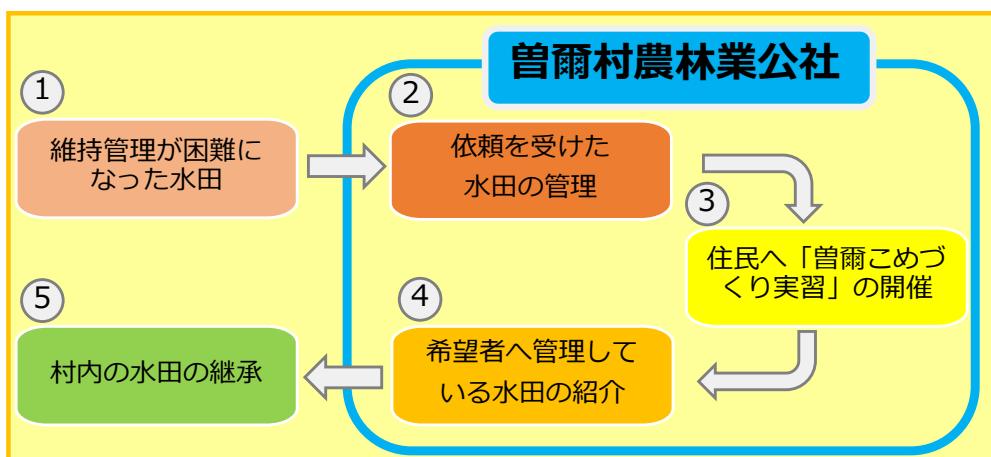 曽爾村農林業公社
1
維持管理が困難に
なった水田
2
依頼を受けた
水田の管理
3
住民へ「曽爾こめづ
くり実習」の開催
4
希望者へ管理して
いる水田の紹介
5
村内の水田の継承